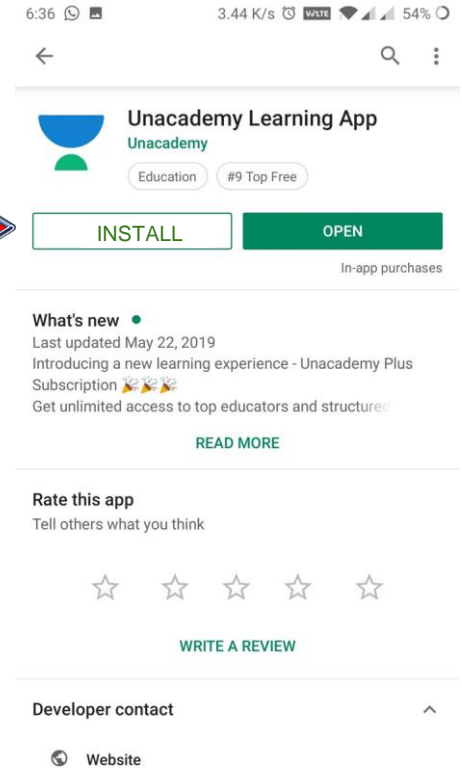 6:36 3.44 K/s VoLTE 54%
Unacademy Learning App
Unacademy
Education #9 Top Free
INSTALL OPEN
In-app purchases
What's new
Last updated May 22, 2019
Introducing a new learning experience - Unacademy Plus
Subscription 🎉🎉🎉
Get unlimited access to top educators and structured
READ MORE
Rate this app
Tell others what you think
WRITE A REVIEW
Developer contact
Website